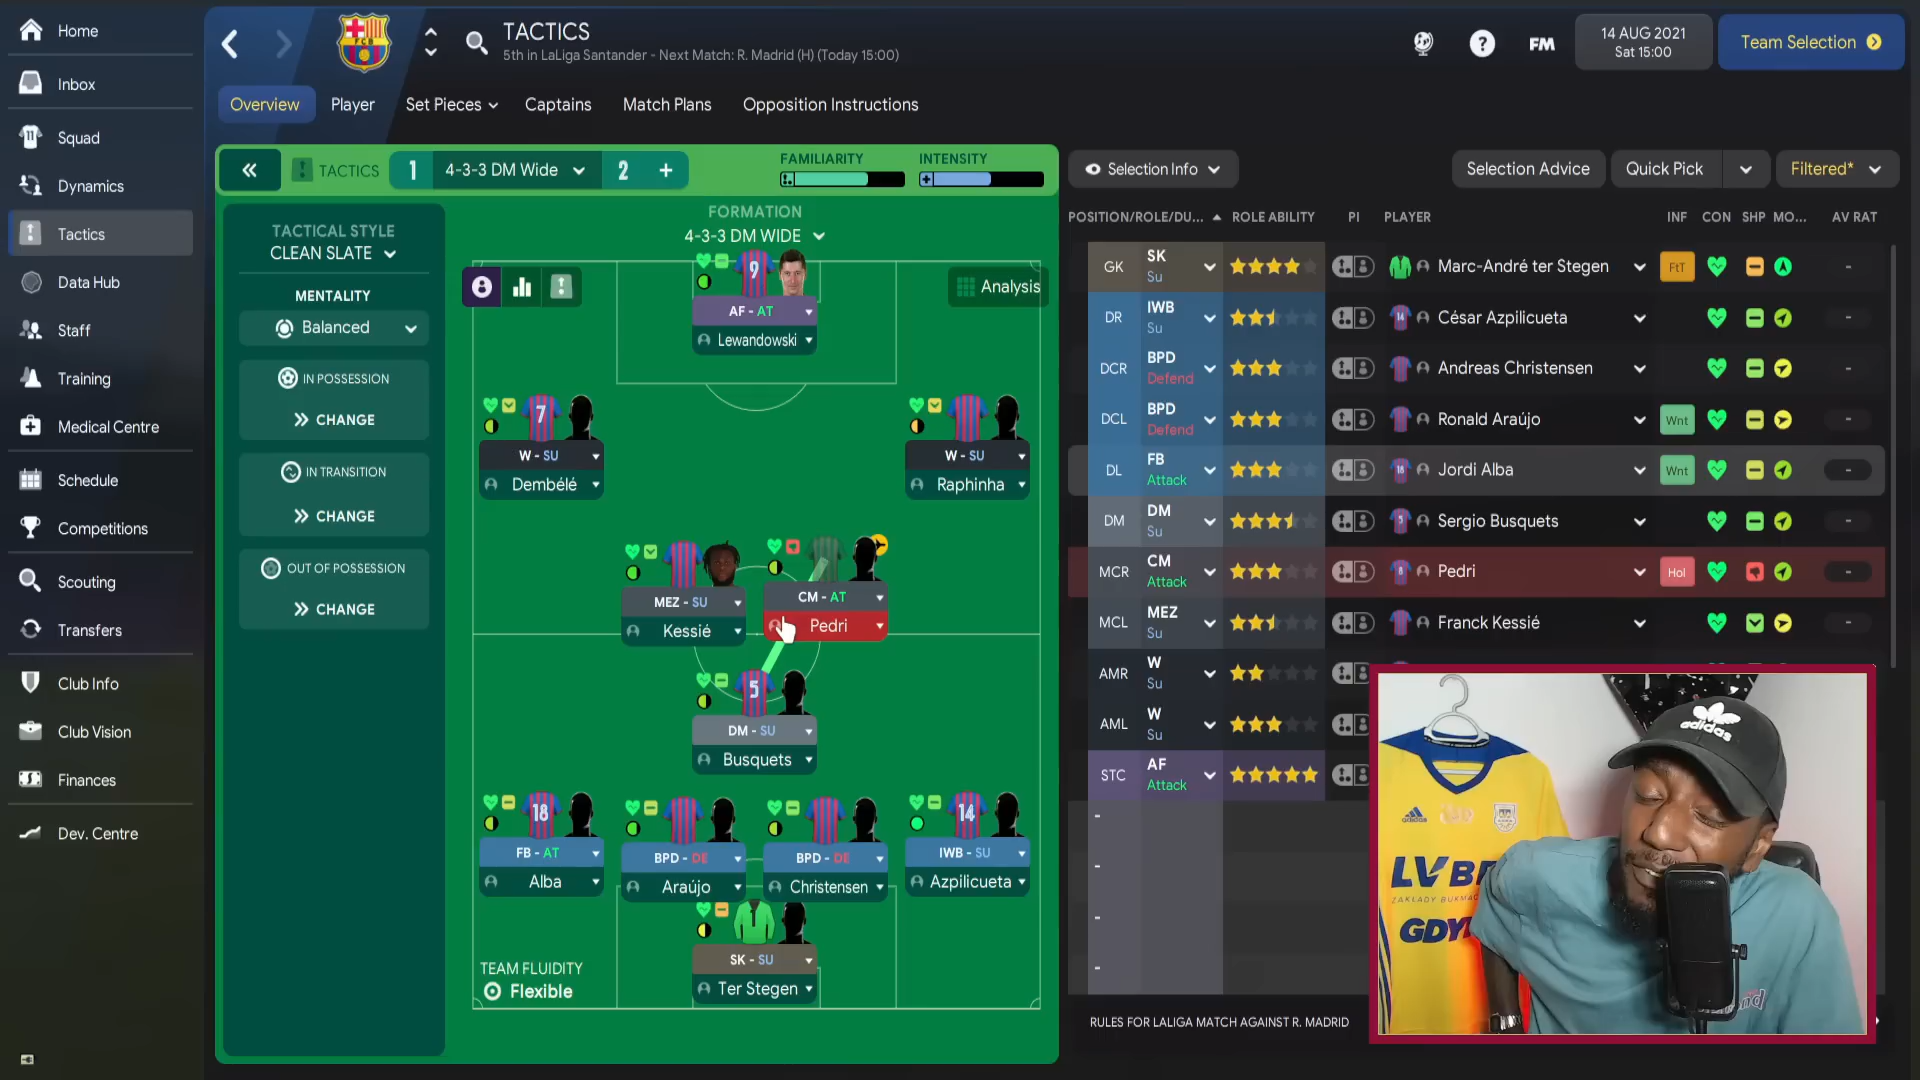 Home
Inbox
Squad
Dynamics
Tactics
Data Hub
Staff
Training
Medical Centre
Schedule
Competitions
Scouting
Transfers
Club Info
Club Vision
Finances
Dev. Centre
TACTICS
5th in LaLiga Santander - Next Match: R. Madrid (H) (Today 15:00)
FM
14 AUG 2021
Sat 15:00
Team Selection
Overview Player Set Pieces Captains Match Plans Opposition Instructions
TACTICS 1 4-3-3 DM Wide 2 +
FAMILIARITY
INTENSITY
TACTICAL STYLE
CLEAN SLATE
MENTALITY
Balanced
IN POSSESSION
CHANGE
IN TRANSITION
CHANGE
OUT OF POSSESSION
CHANGE
FORMATION
4-3-3 DM WIDE
Analysis
9
AF - AT
Lewandowski
7
W - SU
Dembélé
W - SU
Raphinha
MEZ - SU
Kessié
CM - AT
Pedri
5
DM - SU
Busquets
18
FB - AT
Alba
BPD - DE
Araújo
BPD - DE
Christensen
14
IWB - SU
Azpilicueta
1
SK - SU
Ter Stegen
TEAM FLUIDITY
Flexible
Selection Info
Selection Advice Quick Pick Filtered*
POSITION/ROLE/DU... ROLE ABILITY PI PLAYER INF CON SHP MO... AV RAT
GK SK Su Marc-André ter Stegen FtT -
DR IWB Su César Azpilicueta -
DCR BPD Defend Andreas Christensen -
DCL BPD Defend Ronald Araújo Wnt -
DL FB Attack Jordi Alba Wnt -
DM DM Su Sergio Busquets -
MCR CM Attack Pedri Hol -
MCL MEZ Su Franck Kessié -
AMR W Su
AML W Su
STC AF Attack
-
-
-
-
RULES FOR LALIGA MATCH AGAINST R. MADRID
adidas
adidas
LV BE
GDY